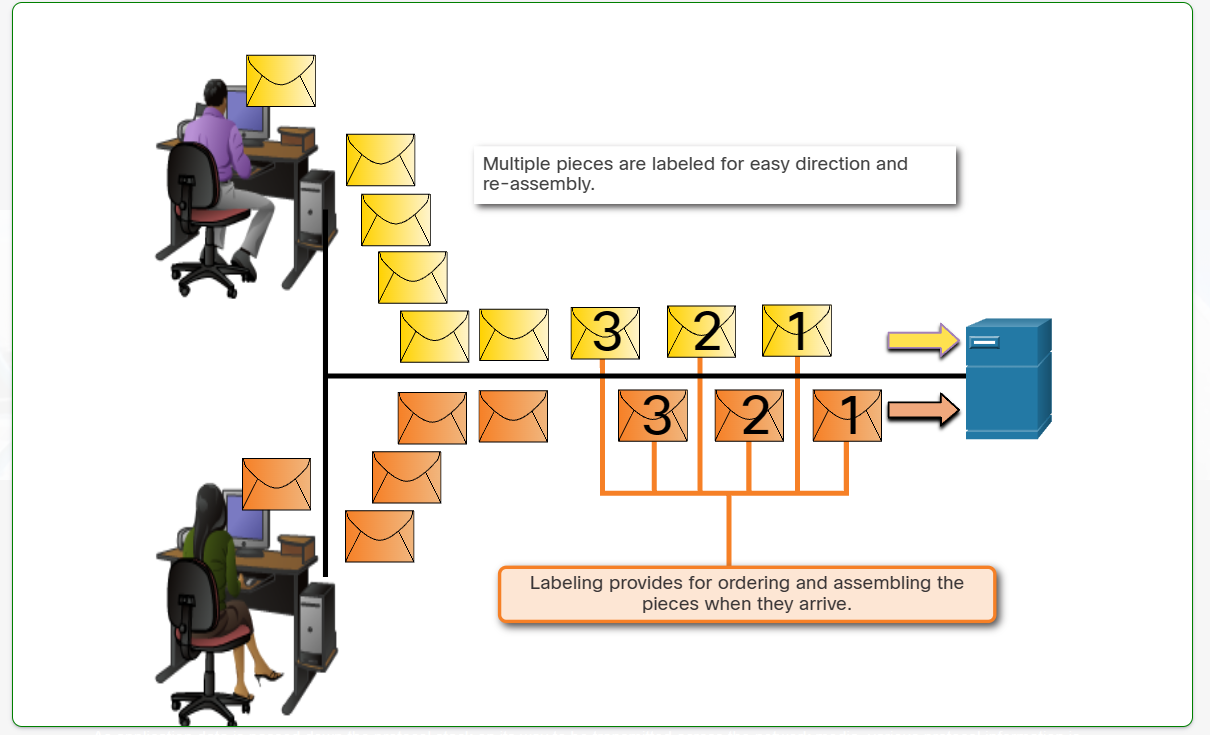 Multiple pieces are labeled for easy direction and
re-assembly.
3 2 1
3 2 1
Labeling provides for ordering and assembling the
pieces when they arrive.